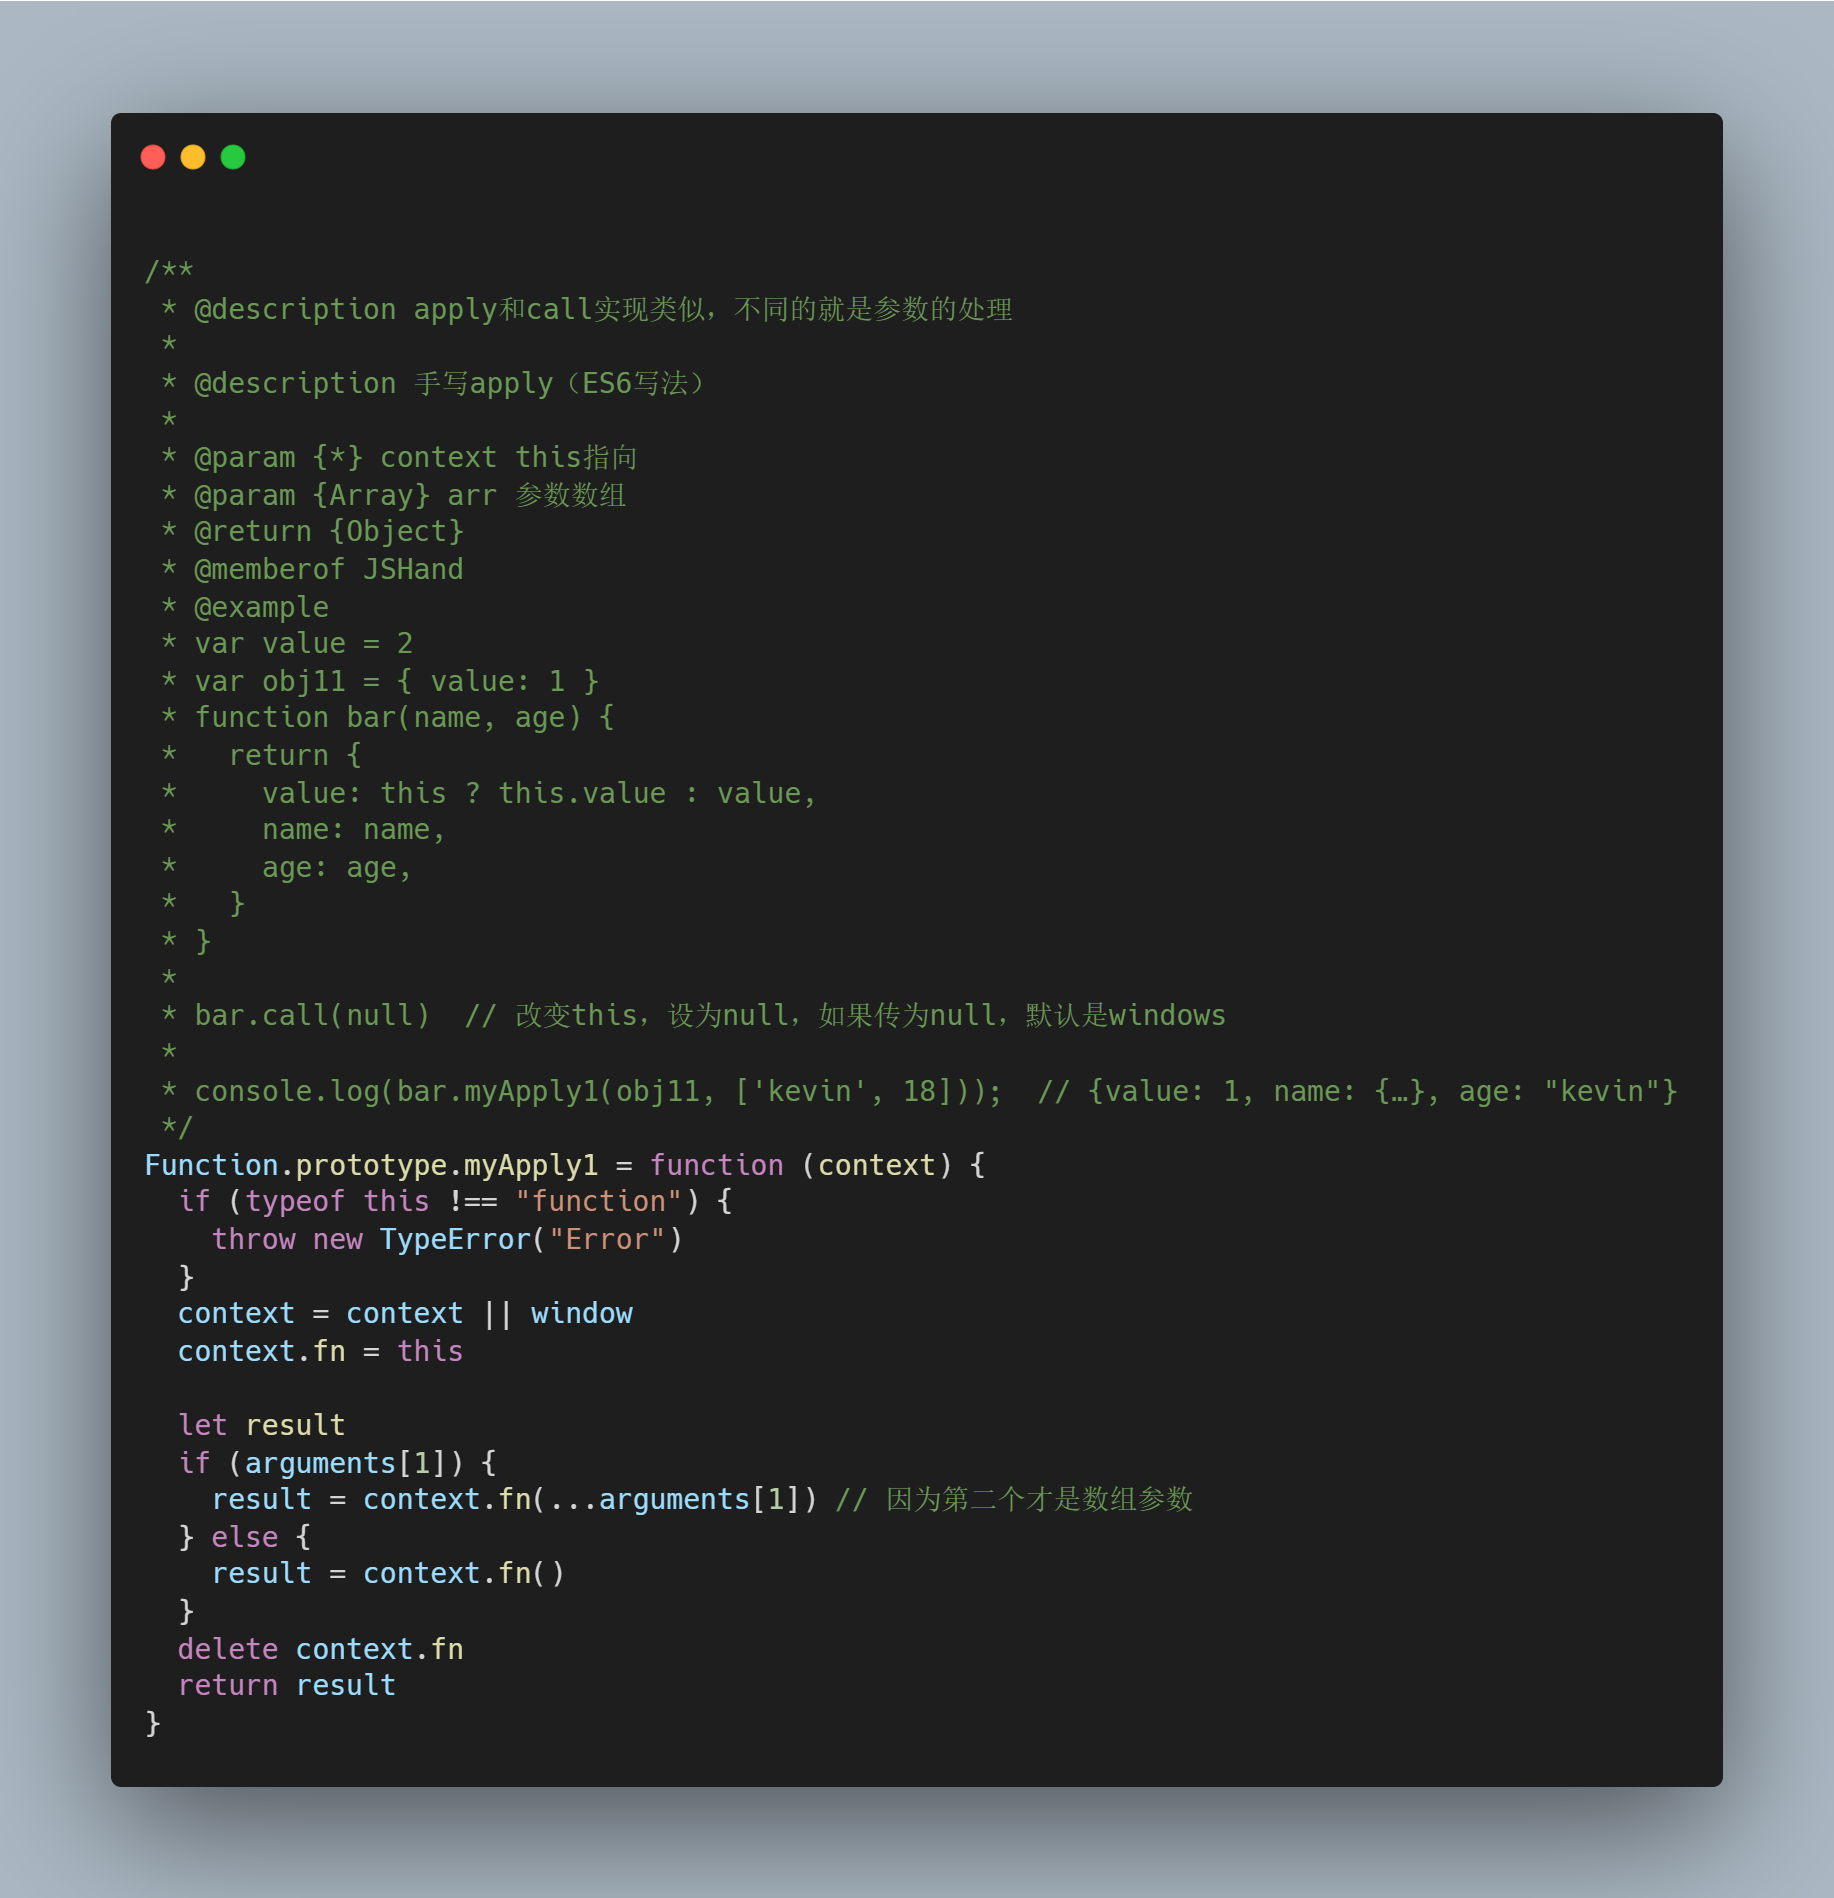 /**
 * @description apply和call实现类似，不同的就是参数的处理
 *
 * @description 手写apply（ES6写法）
 *
 * @param {*} context this指向
 * @param {Array} arr 参数数组
 * @return {Object}
 * @memberof JSHand
 * @example
 * var value = 2
 * var obj11 = { value: 1 }
 * function bar(name, age) {
 *   return {
 *     value: this ? this.value : value,
 *     name: name,
 *     age: age,
 *   }
 * }
 *
 * bar.call(null)  // 改变this，设为null，如果传为null，默认是windows
 *
 * console.log(bar.myApply1(obj11, ['kevin', 18]));  // {value: 1, name: {…}, age: "kevin"}
 */
Function.prototype.myApply1 = function (context) {
  if (typeof this !== "function") {
    throw new TypeError("Error")
  }
  context = context || window
  context.fn = this

  let result
  if (arguments[1]) {
    result = context.fn(...arguments[1]) // 因为第二个才是数组参数
  } else {
    result = context.fn()
  }
  delete context.fn
  return result
}